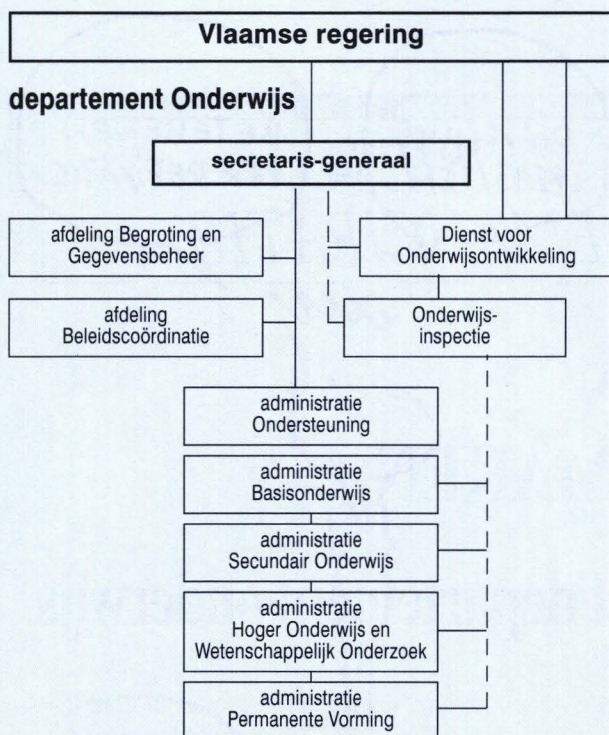 Vlaamse regering
departement Onderwijs
secretaris-generaal
afdeling Begroting en
Gegevensbeheer
Dienst voor
Onderwijsontwikkeling
afdeling
Beleidscoördinatie
Onderwijs-
inspectie
administratie
Ondersteuning
administratie
Basisonderwijs
administratie
Secundair Onderwijs
administratie
Hoger Onderwijs en
Wetenschappelijk Onderzoek
administratie
Permanente Vorming